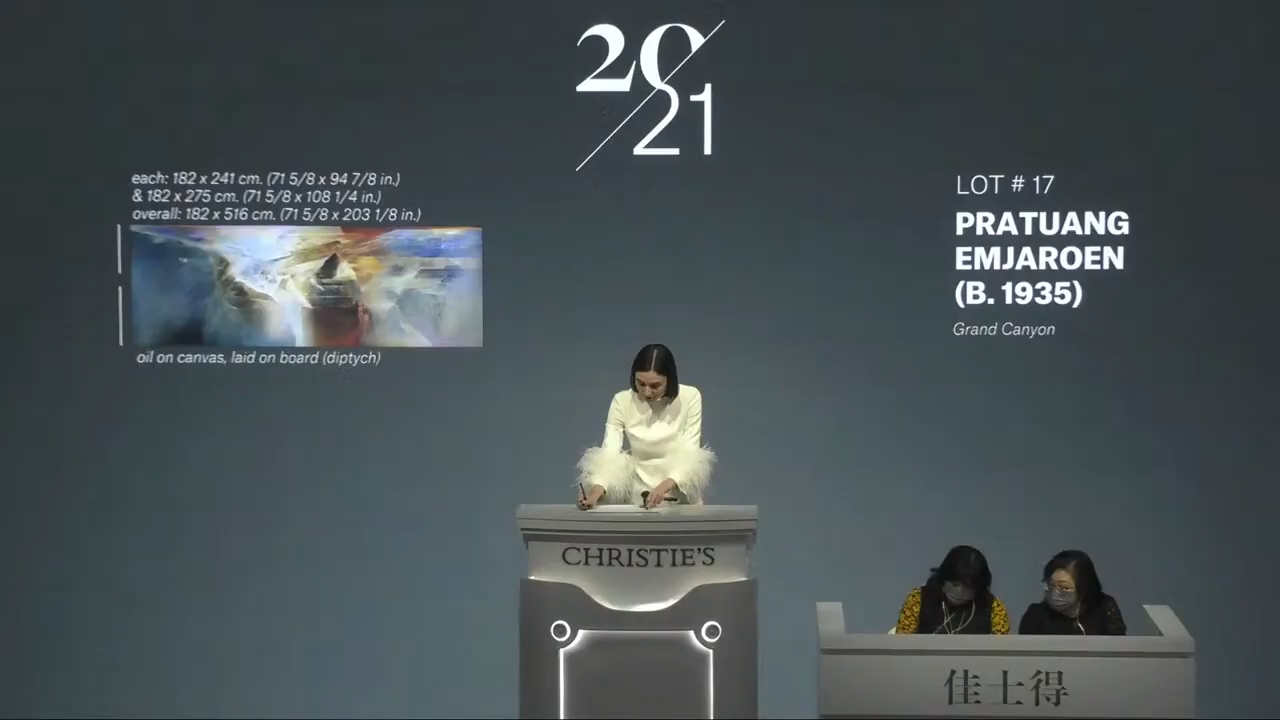 20
21
each: 182 x 241 cm. (71 5/8 x 94 7/8 in.)
& 182 x 275 cm. (71 5/8 x 108 1/4 in.)
overall: 182 x 516 cm. (71 5/8 x 203 1/8 in.)
oil on canvas, laid on board (diptych)
LOT # 17
PRATUANG
EMJAROEN
(B. 1935)
Grand Canyon
CHRISTIE'S
佳士得